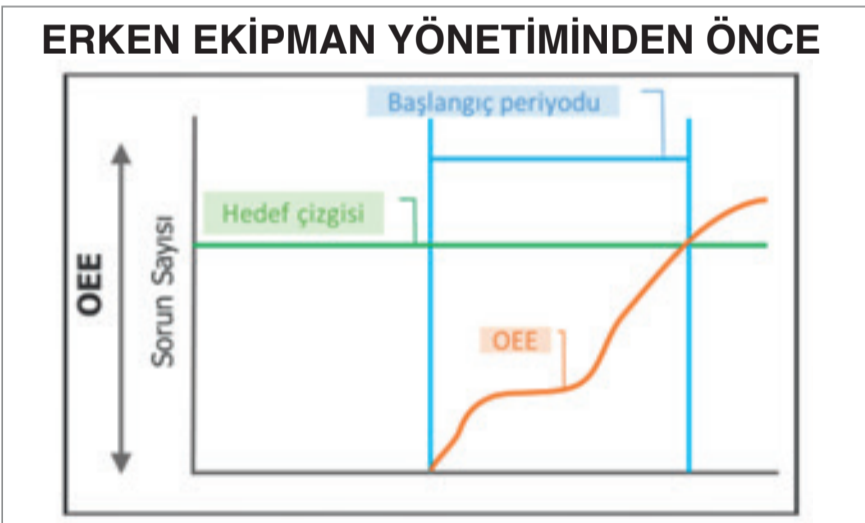 ERKEN EKİPMAN YÖNETİMİNDEN ÖNCE
Başlangıç periyodu
Hedef çizgisi
OEE
Sorun Sayısı
OEE